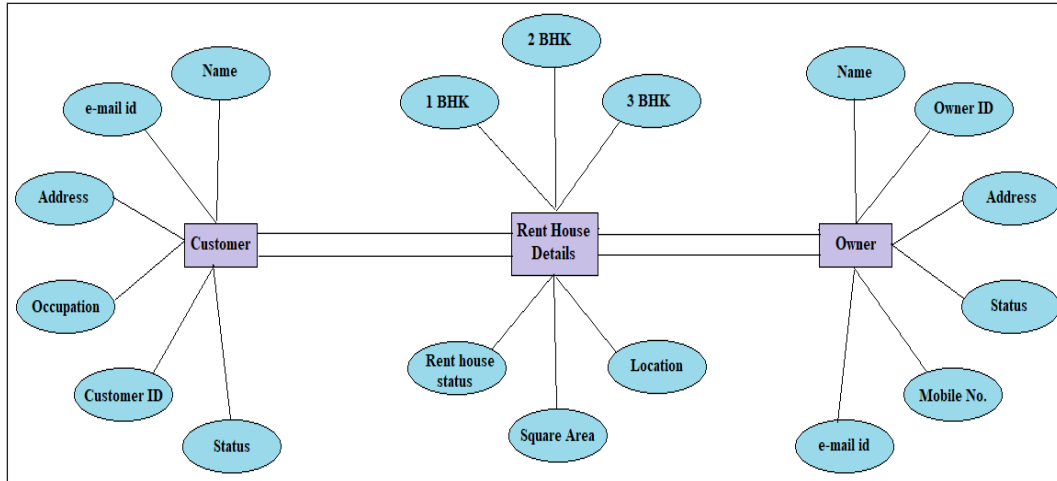 2 BHK
Name
Name
e-mail id
1 BHK
3 BHK
Owner ID
Address
Address
Customer
Rent House
Details
Owner
Occupation
Status
Rent house
status
Location
Customer ID
Mobile No.
Status
Square Area
e-mail id